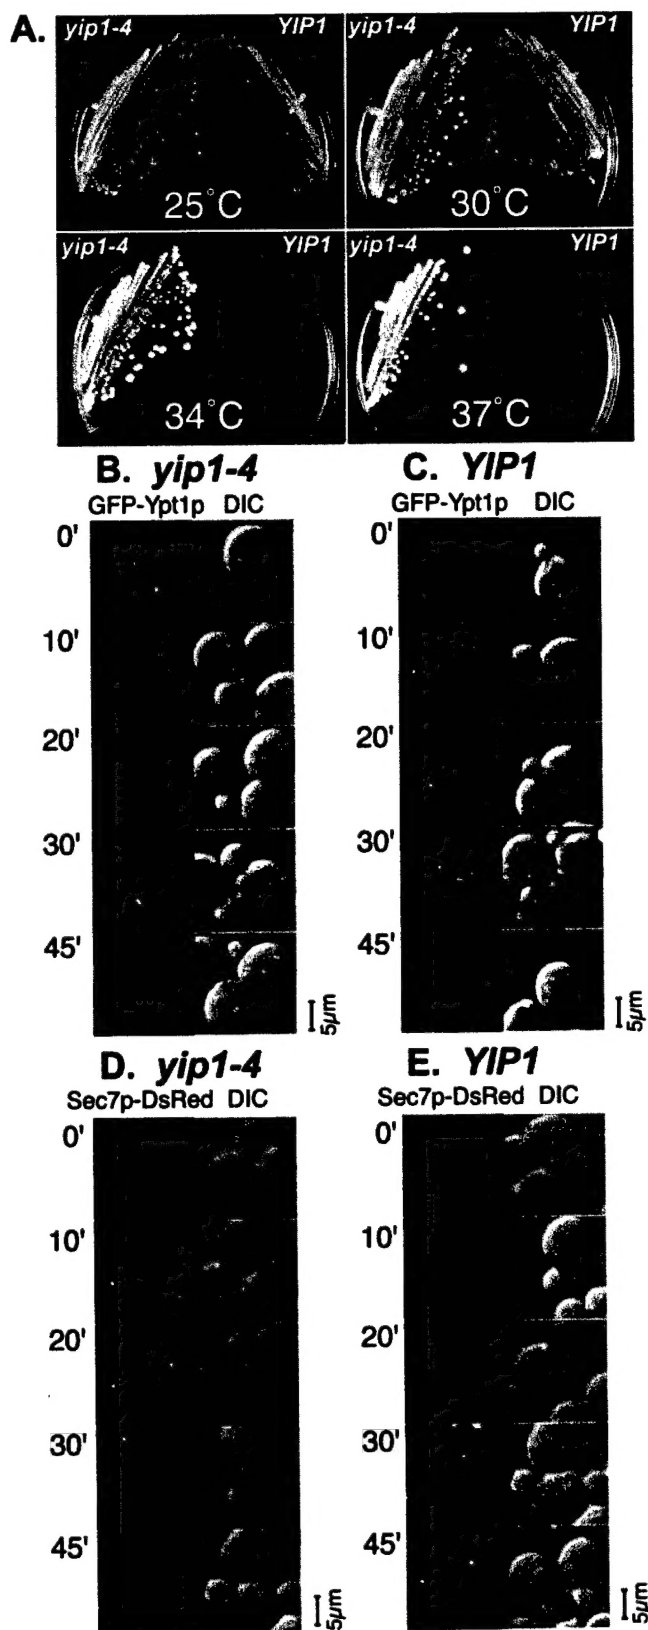 A.
yip1-4 YIP1 yip1-4 YIP1
25°C 30°C
yip1-4 YIP1 yip1-4 YIP1
34°C 37°C
B. yip1-4 C. YIP1
GFP-Ypt1p DIC GFP-Ypt1p DIC
0' 0'
10' 10'
20' 20'
30' 30'
45' 45'
5µm 5µm
D. yip1-4 E. YIP1
Sec7p-DsRed DIC Sec7p-DsRed DIC
0' 0'
10' 10'
20' 20'
30' 30'
45' 45'
5µm 5µm